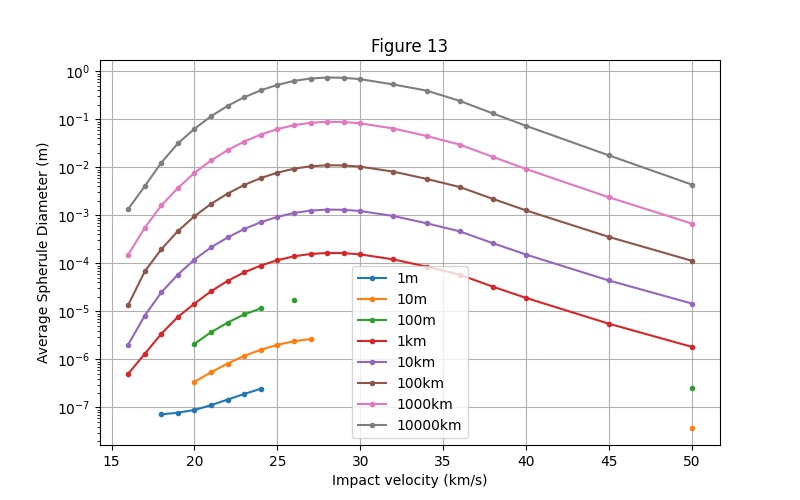 Figure 13
Average Spherule Diameter (m)
10⁰
10⁻¹
10⁻²
10⁻³
10⁻⁴
10⁻⁵
10⁻⁶
10⁻⁷
1m
10m
100m
1km
10km
100km
1000km
10000km
15 20 25 30 35 40 45 50
Impact velocity (km/s)